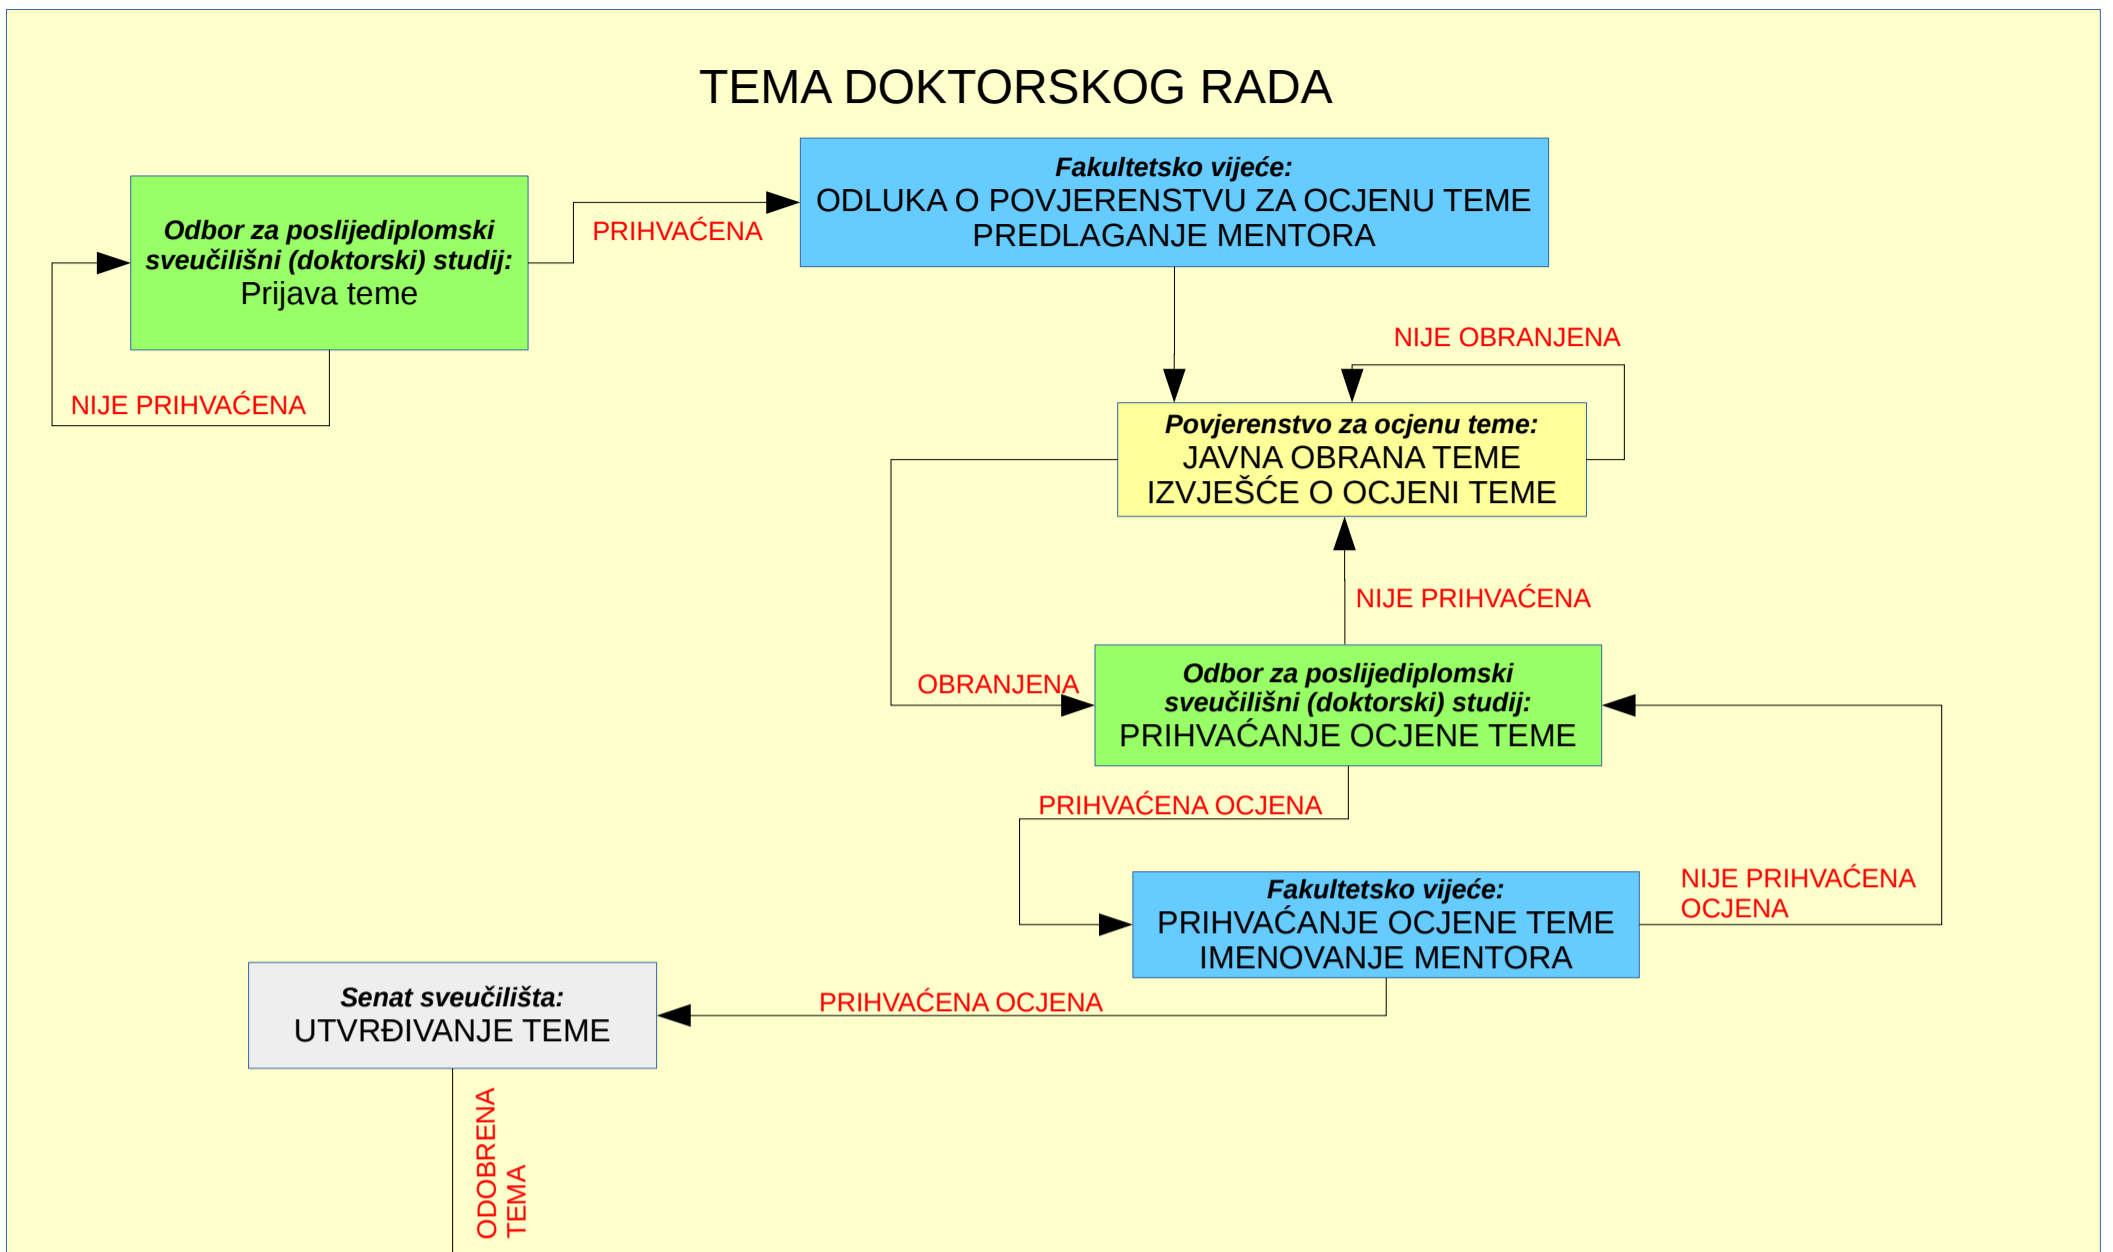 TEMA DOKTORSKOG RADA
Fakultetsko vijeće:
ODLUKA O POVJERENSTVU ZA OCJENU TEME
PREDLAGANJE MENTORA
Odbor za poslijediplomski
sveučilišni (doktorski) studij:
Prijava teme
PRIHVAĆENA
NIJE PRIHVAĆENA
NIJE OBRANJENA
Povjerenstvo za ocjenu teme:
JAVNA OBRANA TEME
IZVJEŠĆE O OCJENI TEME
NIJE PRIHVAĆENA
OBRANJENA
Odbor za poslijediplomski
sveučilišni (doktorski) studij:
PRIHVAĆANJE OCJENE TEME
PRIHVAĆENA OCJENA
Fakultetsko vijeće:
PRIHVAĆANJE OCJENE TEME
IMENOVANJE MENTORA
NIJE PRIHVAĆENA
OCJENA
PRIHVAĆENA OCJENA
Senat sveučilišta:
UTVRĐIVANJE TEME
ODOBRENA
TEMA